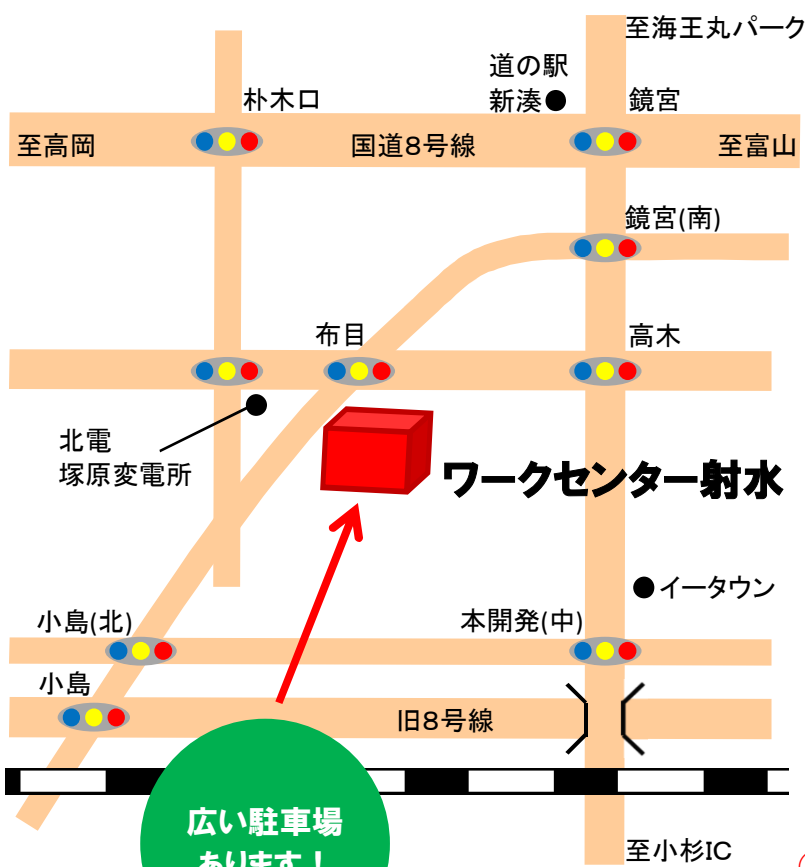 至海王丸パーク
道の駅
新湊
朴木口
鏡宮
至高岡
国道8号線
至富山
鏡宮(南)
布目
高木
北電
塚原変電所
ワークセンター射水
イータウン
小島(北)
本開発(中)
小島
旧8号線
広い駐車場
あります！
至小杉IC